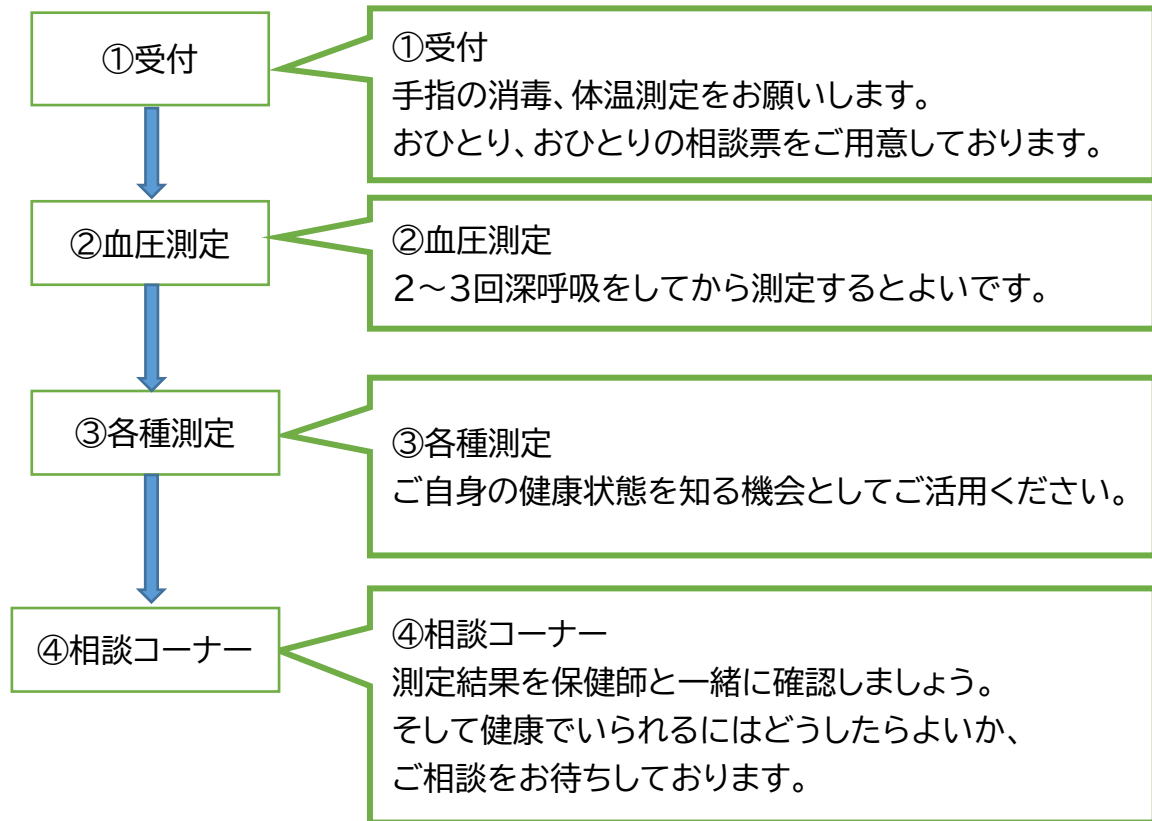 ①受付
①受付
手指の消毒、体温測定をお願いします。
おひとり、おひとりの相談票をご用意しております。
②血圧測定
②血圧測定
２～３回深呼吸をしてから測定するとよいです。
③各種測定
③各種測定
ご自身の健康状態を知る機会としてご活用ください。
④相談コーナー
④相談コーナー
測定結果を保健師と一緒に確認しましょう。
そして健康でいられるにはどうしたらよいか、
ご相談をお待ちしております。